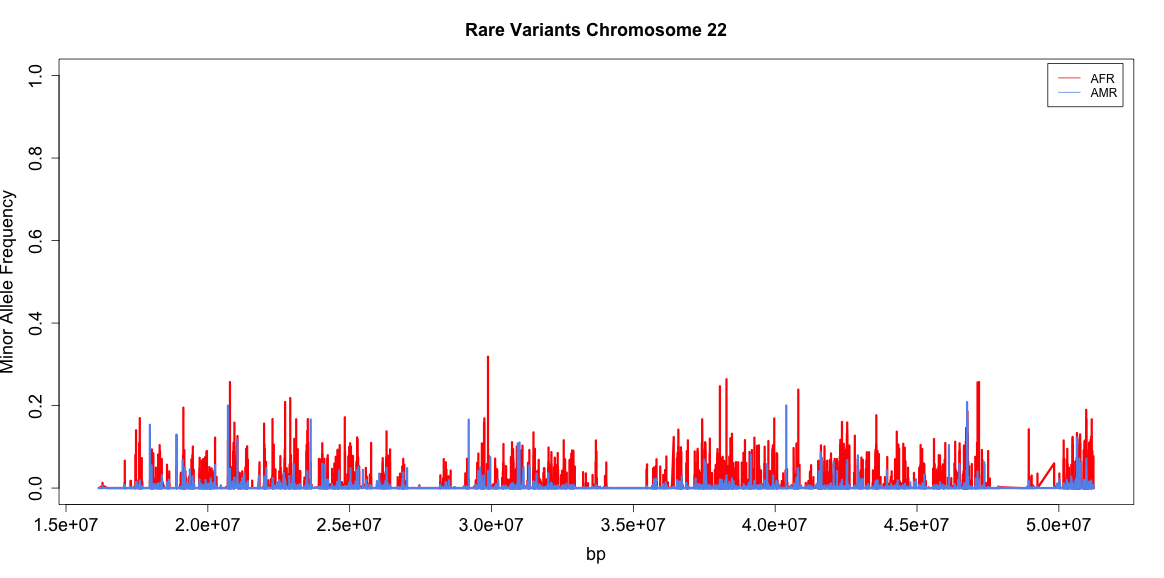 Rare Variants Chromosome 22
AFR
AMR
Minor Allele Frequency
1.0
0.8
0.6
0.4
0.2
0.0
1.5e+07 2.0e+07 2.5e+07 3.0e+07 3.5e+07 4.0e+07 4.5e+07 5.0e+07
bp